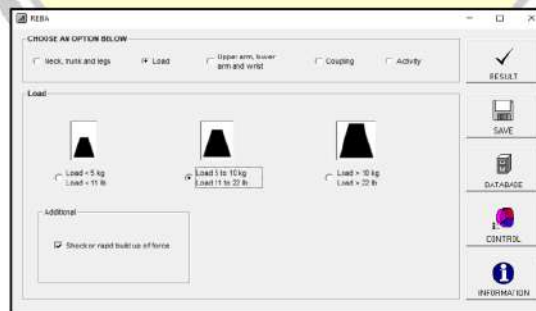 REBA
CHOOSE AN OPTION BELOW
Neck, trunk and legs
Load
Upper arm, lower
arm and wrist
Coupling
Activity
Load
Load < 5 kg
Load < 11 lb
Load 5 to 10 kg
Load 11 to 22 lb
Load > 10 kg
Load > 22 lb
Additional
Shock or rapid build up of force
RESULT
SAVE
DATABASE
CONTROL
INFORMATION